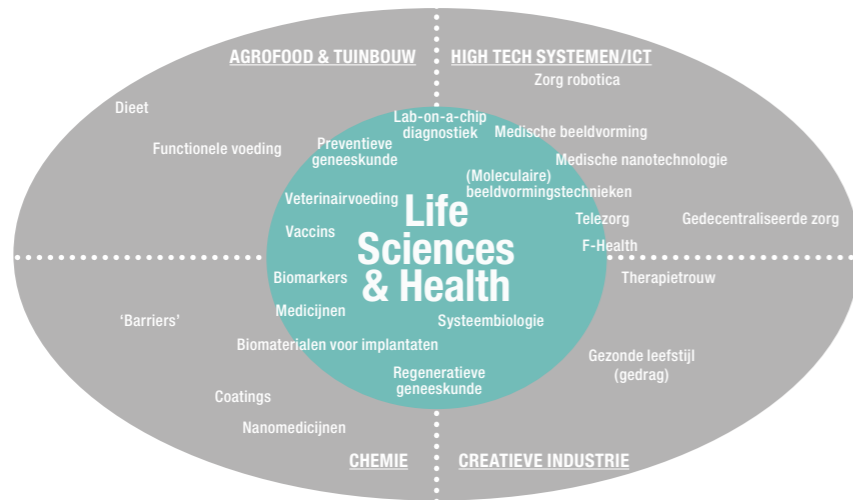 AGROFOOD & TUINBOUW
HIGH TECH SYSTEMEN/ICT
Zorg robotica
Dieet
Lab-on-a-chip
diagnostiek
Medische beeldvorming
Functionele voeding
Preventieve
geneeskunde
Medische nanotechnologie
(Moleculaire)
beeldvormingstechnieken
Veterinairvoeding
Life
Sciences
& Health
Vaccins
Telezorg
Gedecentraliseerde zorg
F-Health
Biomarkers
Therapietrouw
Medicijnen
Systeembiologie
'Barriers'
Biomaterialen voor implantaten
Gezonde leefstijl
(gedrag)
Regeneratieve
geneeskunde
Coatings
Nanomedicijnen
CHEMIE
CREATIEVE INDUSTRIE